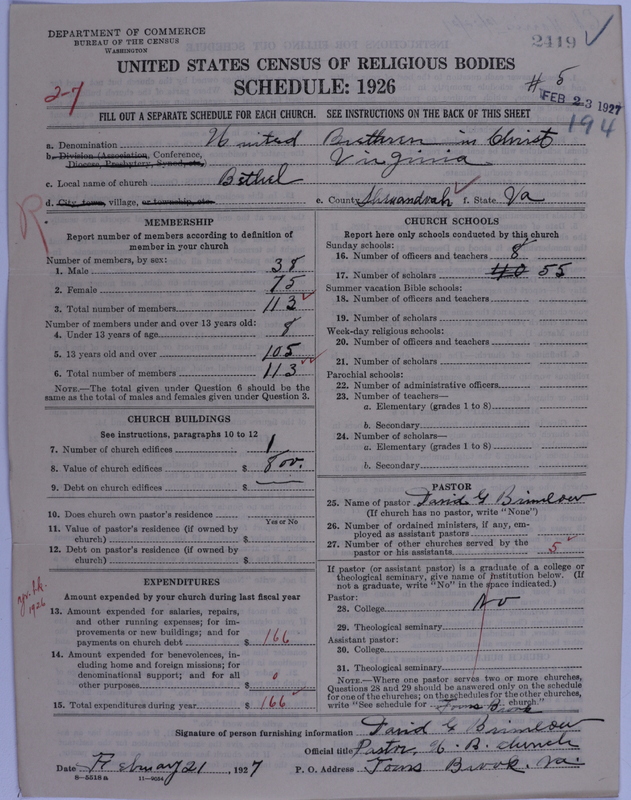 DEPARTMENT OF COMMERCE
BUREAU OF THE CENSUS
WASHINGTON
2419
UNITED STATES CENSUS OF RELIGIOUS BODIES
SCHEDULE: 1926
2-7
# 5
FEB 23 1927
194
FILL OUT A SEPARATE SCHEDULE FOR EACH CHURCH. SEE INSTRUCTIONS ON THE BACK OF THIS SHEET
a. Denomination United Brethren in Christ
b. Division (Association, Conference, Diocese, Presbytery, Synod, etc.) Virginia
c. Local name of church Bethel
d. City, town, village, or township, etc. e. County Shenandoah f. State Va
R
MEMBERSHIP
Report number of members according to definition of
member in your church
Number of members, by sex:
1. Male 38
2. Female 75
3. Total number of members 113
Number of members under and over 13 years old:
4. Under 13 years of age 8
5. 13 years old and over 105
6. Total number of members 113
NOTE.—The total given under Question 6 should be the
same as the total of males and females given under Question 3.
CHURCH BUILDINGS
See instructions, paragraphs 10 to 12
7. Number of church edifices 1
8. Value of church edifices $ 800.
9. Debt on church edifices $
10. Does church own pastor's residence
Yes or No
11. Value of pastor's residence (if owned by
church) $
12. Debt on pastor's residence (if owned by
church) $
EXPENDITURES
Amount expended by your church during last fiscal year
yr. bk. 1926
13. Amount expended for salaries, repairs,
and other running expenses; for im-
provements or new buildings; and for
payments on church debt $ 166
14. Amount expended for benevolences, in-
cluding home and foreign missions; for
denominational support; and for all
other purposes $ 0
15. Total expenditures during year $ 166
CHURCH SCHOOLS
Report here only schools conducted by this church
Sunday schools:
16. Number of officers and teachers 8
17. Number of scholars 40 55
Summer vacation Bible schools:
18. Number of officers and teachers
19. Number of scholars
Week-day religious schools:
20. Number of officers and teachers
21. Number of scholars
Parochial schools:
22. Number of administrative officers
23. Number of teachers—
a. Elementary (grades 1 to 8)
b. Secondary
24. Number of scholars—
a. Elementary (grades 1 to 8)
b. Secondary
PASTOR
25. Name of pastor David G Brimlow
(If church has no pastor, write "None")
26. Number of ordained ministers, if any, em-
ployed as assistant pastors
27. Number of other churches served by the
pastor or his assistants 5
If pastor (or assistant pastor) is a graduate of a college or
theological seminary, give name of institution below. (If
not a graduate, write "No" in the space indicated.)
Pastor:
28. College No
29. Theological seminary
Assistant pastor:
30. College
31. Theological seminary
NOTE.—Where one pastor serves two or more churches,
Questions 28 and 29 should be answered only on the schedule
for one of the churches; on the schedules for the other churches,
write "See schedule for Toms Brook church."
Signature of person furnishing information David G Brimlow
Official title Pastor, U. B. church
Date February 21, 1927 P. O. Address Toms Brook, Va.
8-5518 a 11-9084